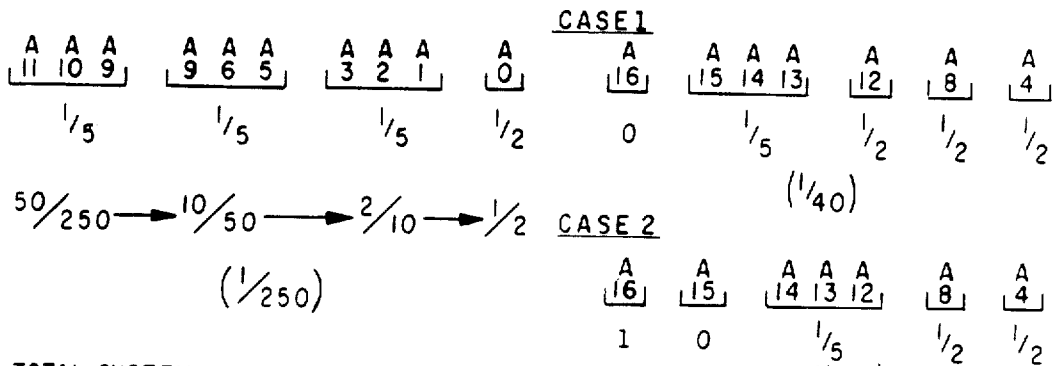 CASE 1
A A A A A A A A A A
11 10 9 9 6 5 3 2 1 0
1/5 1/5 1/5 1/2
50/250 → 10/50 → 2/10 → 1/2
(1/250)
A A A A A A A
16 15 14 13 12 8 4
0 1/5 1/2 1/2 1/2
(1/40)
CASE 2
A A A A A A A
16 15 14 13 12 8 4
1 0 1/5 1/2 1/2